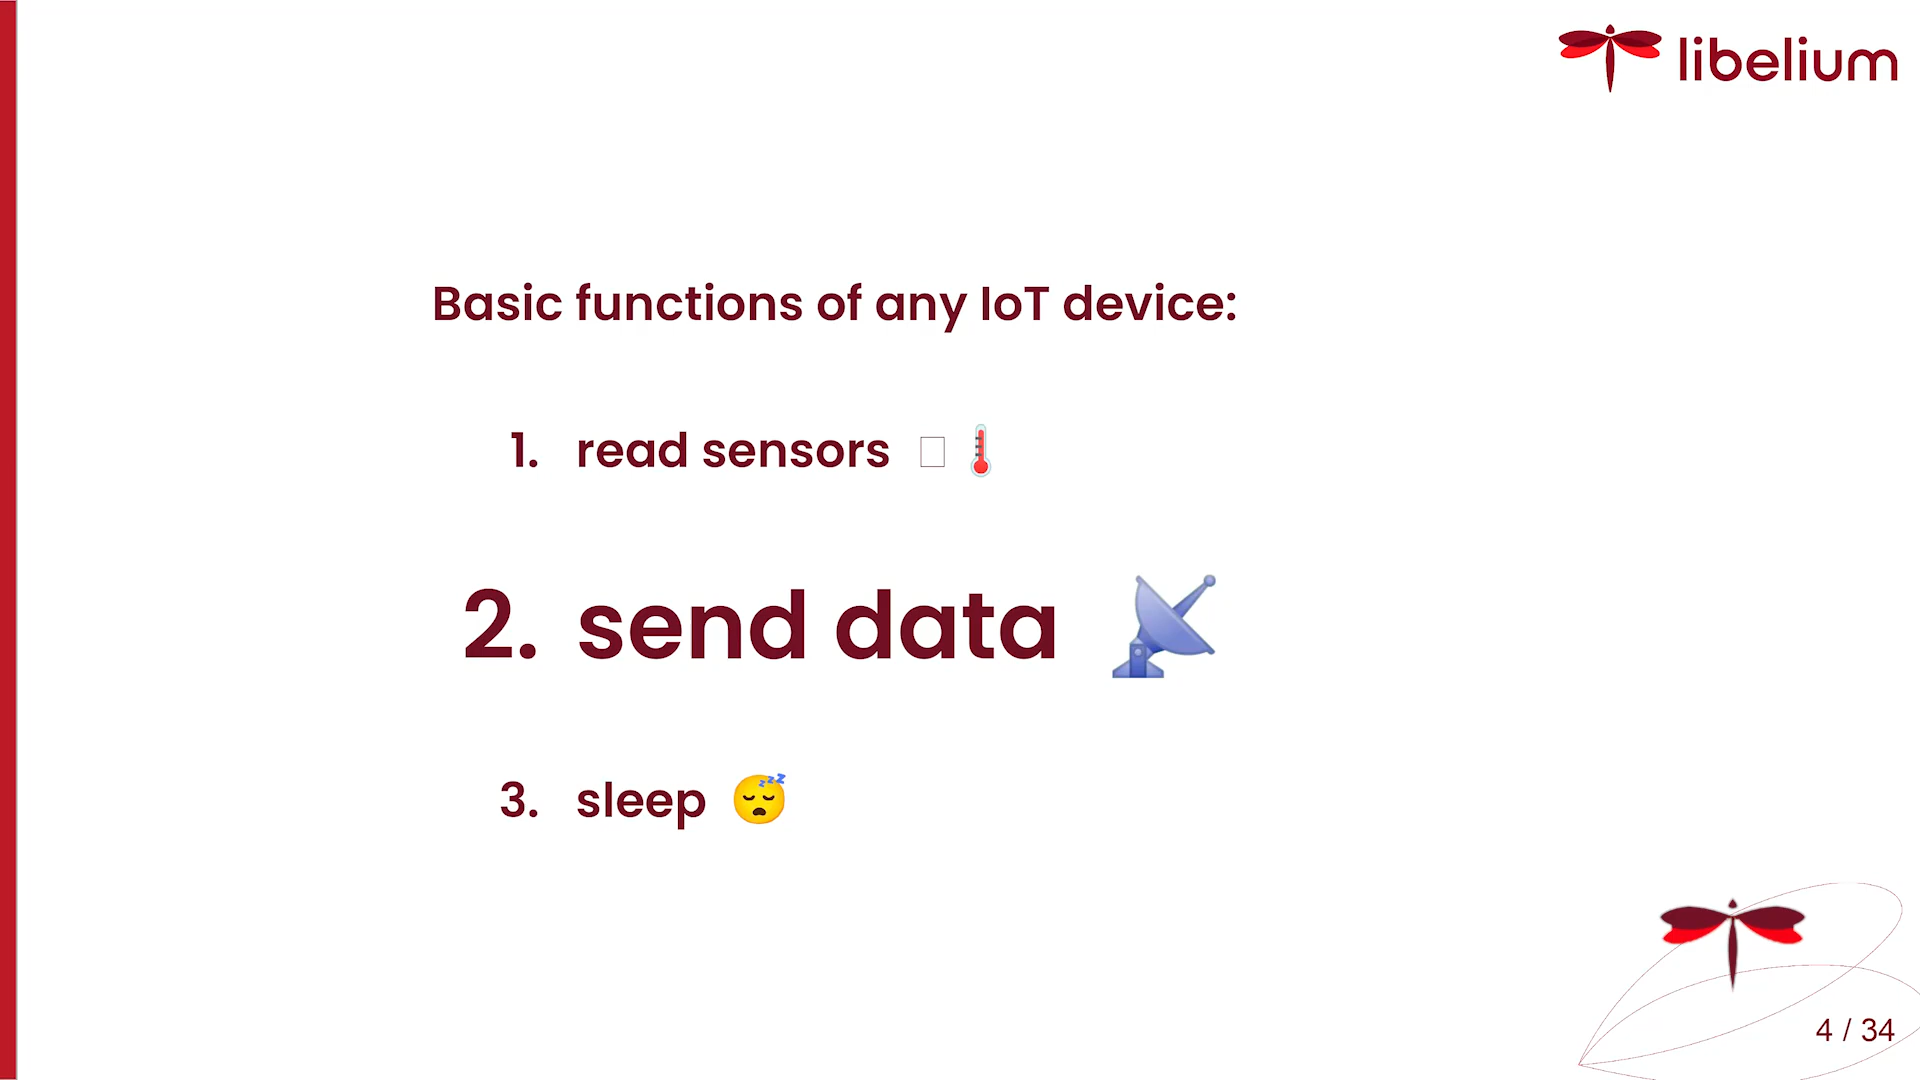 libelium
Basic functions of any IoT device:
1. read sensors 🌡️
2. send data 📡
3. sleep 😴
4 / 34